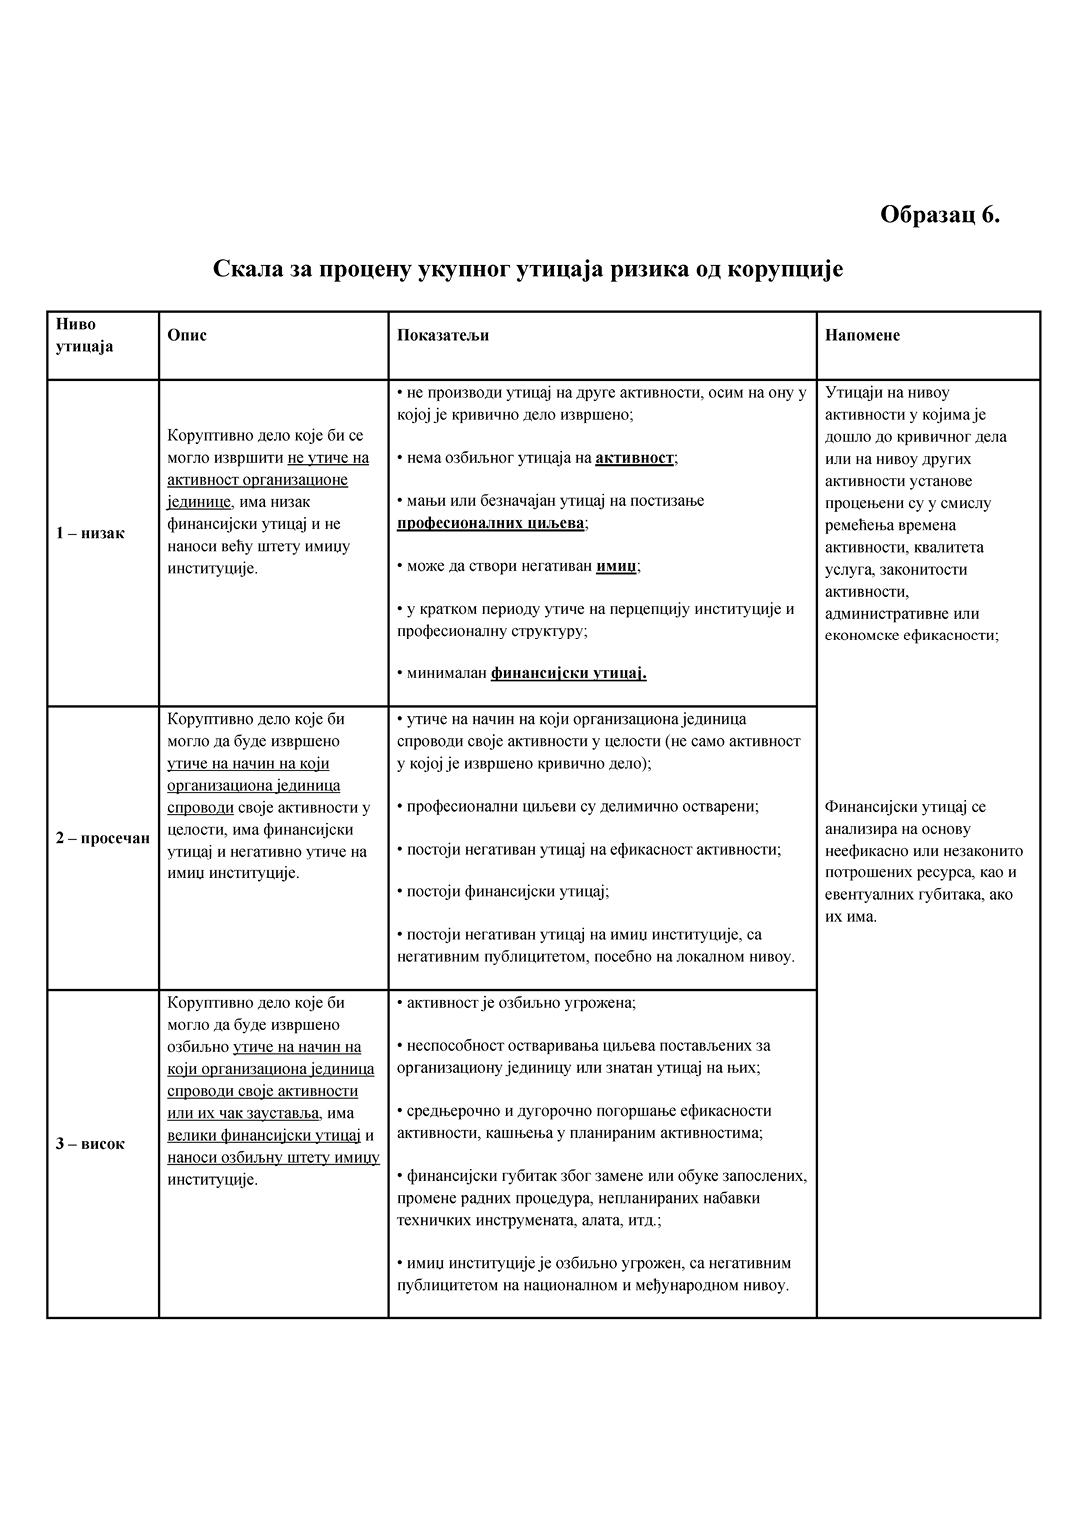 Образац 6.
Скала за процену укупног утицаја ризика од корупције
Ниво
утицаја
Опис
Показатељи
Напомене
1 – низак
Коруптивно дело које би се
могло извршити не утиче на
активност организационе
јединице, има низак
финансијски утицај и не
наноси већу штету имиџу
институције.
• не производи утицај на друге активности, осим на ону у
којој је кривично дело извршено;
• нема озбиљног утицаја на активност;
• мањи или безначајан утицај на постизање
професионалних циљева;
• може да створи негативан имиџ;
• у кратком периоду утиче на перцепцију институције и
професионалну структуру;
• минималан финансијски утицај.
Утицаји на нивоу
активности у којима је
дошло до кривичног дела
или на нивоу других
активности установе
процењени су у смислу
ремећења времена
активности, квалитета
услуга, законитости
активности,
административне или
економске ефикасности;
2 – просечан
Коруптивно дело које би
могло да буде извршено
утиче на начин на који
организациона јединица
спроводи своје активности у
целости, има финансијски
утицај и негативно утиче на
имиџ институције.
• утиче на начин на који организациона јединица
спроводи своје активности у целости (не само активност
у којој је извршено кривично дело);
• професионални циљеви су делимично остварени;
• постоји негативан утицај на ефикасност активности;
• постоји финансијски утицај;
• постоји негативан утицај на имиџ институције, са
негативним публицитетом, посебно на локалном нивоу.
Финансијски утицај се
анализира на основу
неефикасно или незаконито
потрошених ресурса, као и
евентуалних губитака, ако
их има.
3 – висок
Коруптивно дело које би
могло да буде извршено
озбиљно утиче на начин на
који организациона јединица
спроводи своје активности
или их чак зауставља, има
велики финансијски утицај и
наноси озбиљну штету имиџу
институције.
• активност је озбиљно угрожена;
• неспособност остваривања циљева постављених за
организациону јединицу или знатан утицај на њих;
• средњерочно и дугорочно погоршање ефикасности
активности, кашњења у планираним активностима;
• финансијски губитак због замене или обуке запослених,
промене радних процедура, непланираних набавки
техничких инструмената, алата, итд.;
• имиџ институције је озбиљно угрожен, са негативним
публицитетом на националном и међународном нивоу.